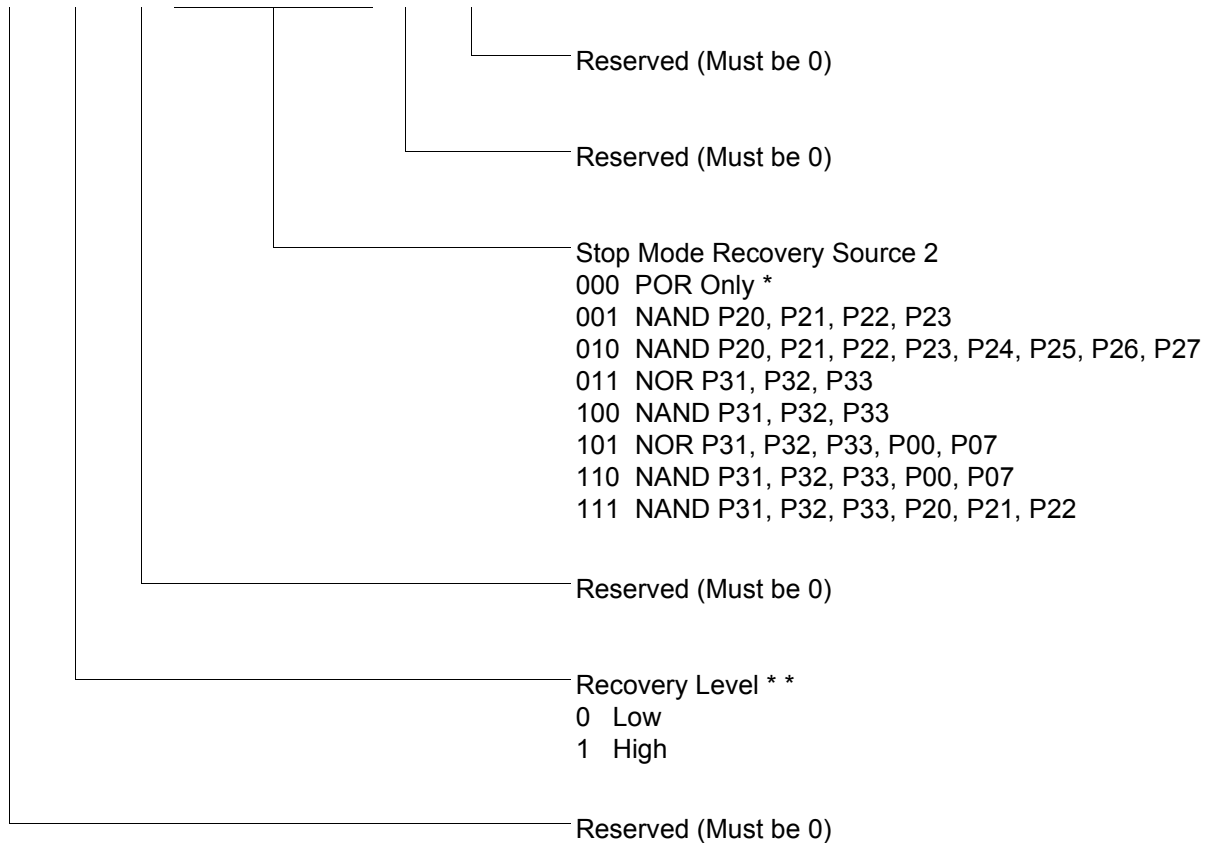 Reserved (Must be 0)
Reserved (Must be 0)
Stop Mode Recovery Source 2
000 POR Only *
001 NAND P20, P21, P22, P23
010 NAND P20, P21, P22, P23, P24, P25, P26, P27
011 NOR P31, P32, P33
100 NAND P31, P32, P33
101 NOR P31, P32, P33, P00, P07
110 NAND P31, P32, P33, P00, P07
111 NAND P31, P32, P33, P20, P21, P22
Reserved (Must be 0)
Recovery Level * *
0 Low
1 High
Reserved (Must be 0)